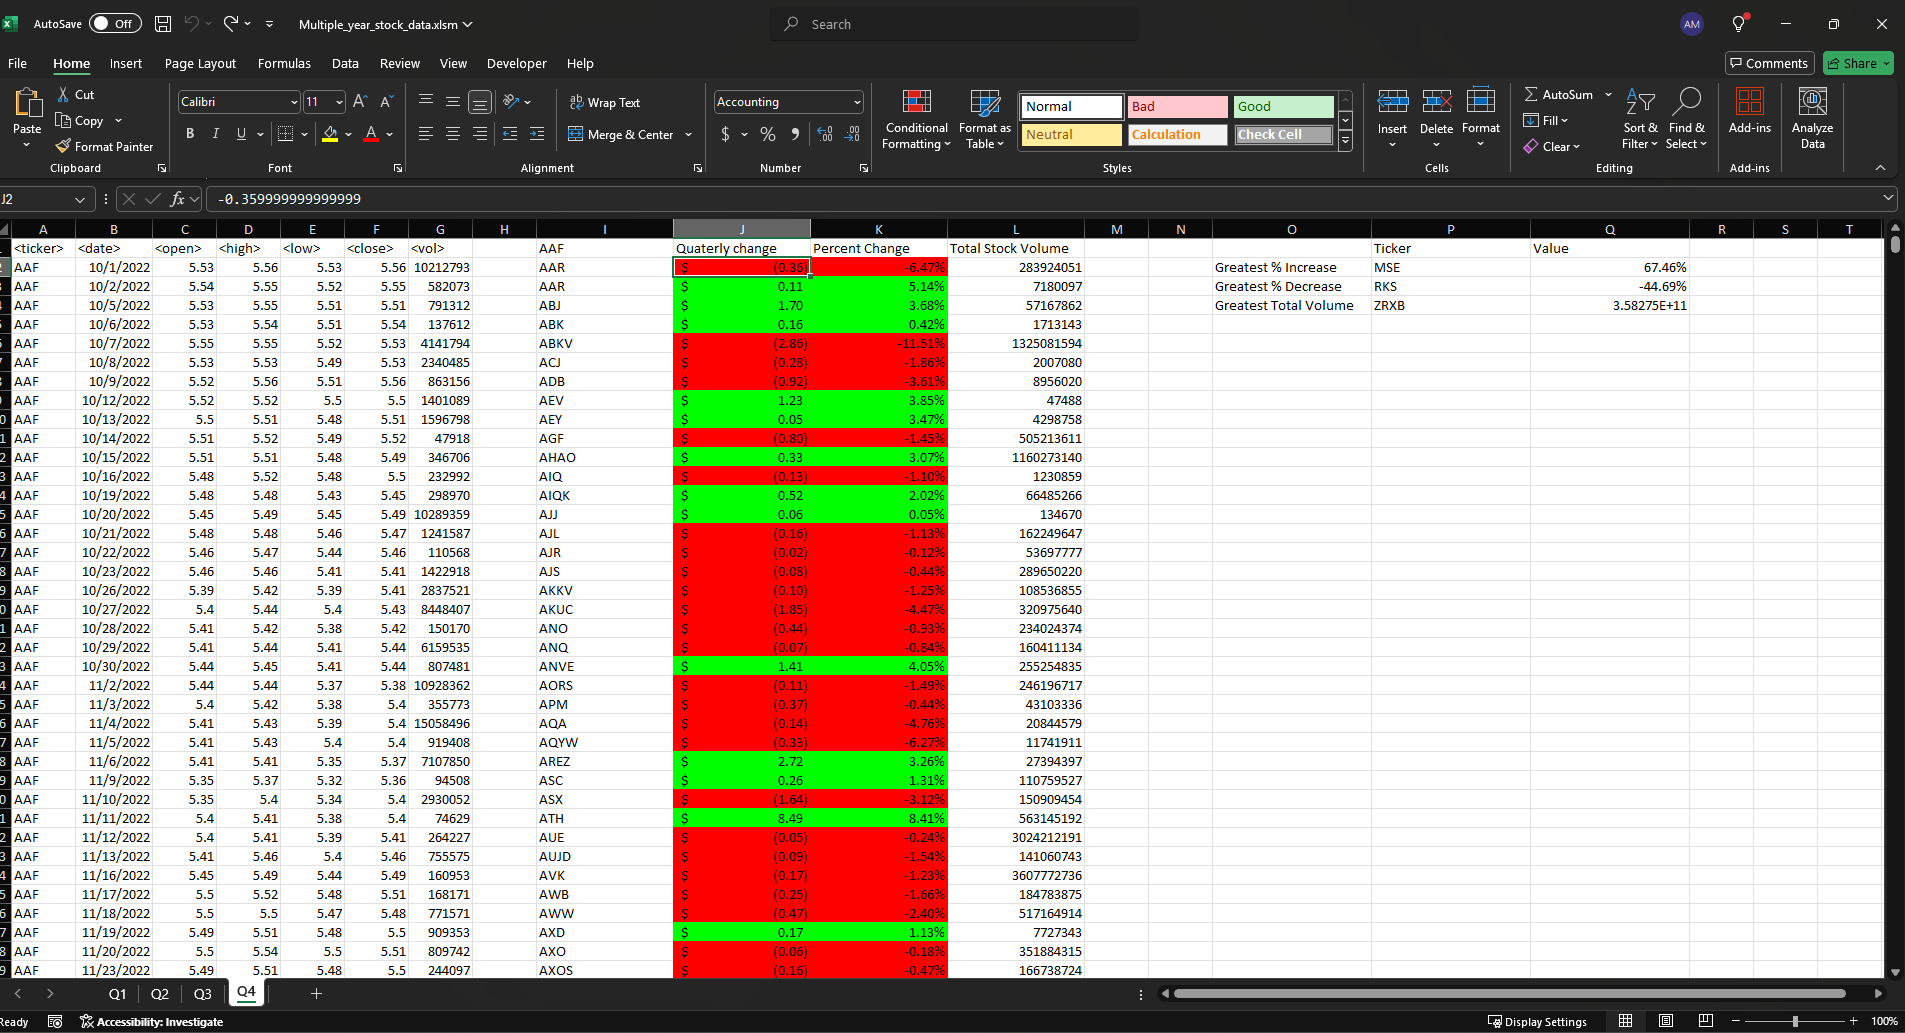 AutoSave Off Multiple_year_stock_data.xlsm Search AM
File Home Insert Page Layout Formulas Data Review View Developer Help Comments Share
Paste Cut Copy Format Painter Clipboard
Calibri 11 B I U A Font
Wrap Text Merge & Center Alignment
Accounting $ % Number
Conditional Formatting Format as Table Normal Bad Good Neutral Calculation Check Cell Styles
Insert Delete Format Cells
AutoSum Fill Clear Sort & Filter Find & Select Editing
Add-ins Add-ins Analyze Data
J2 fx -0.359999999999999
A B C D E F G H I J K L M N O P Q R S T
<ticker> <date> <open> <high> <low> <close> <vol> AAF Quaterly change Percent Change Total Stock Volume Ticker Value
AAF 10/1/2022 5.53 5.56 5.53 5.56 10212793 AAR $ (0.36) -6.47% 283924051 Greatest % Increase MSE 67.46%
AAF 10/2/2022 5.54 5.55 5.52 5.55 582073 AAR $ 0.11 5.14% 7180097 Greatest % Decrease RKS -44.69%
AAF 10/5/2022 5.53 5.55 5.51 5.51 791312 ABJ $ 1.70 3.68% 57167862 Greatest Total Volume ZRXB 3.58275E+11
AAF 10/6/2022 5.53 5.54 5.51 5.54 137612 ABK $ 0.16 0.42% 1713143
AAF 10/7/2022 5.55 5.55 5.52 5.53 4141794 ABKV $ (2.86) -11.51% 1325081594
AAF 10/8/2022 5.53 5.53 5.49 5.53 2340485 ACJ $ (0.28) -1.86% 2007080
AAF 10/9/2022 5.52 5.56 5.51 5.56 863156 ADB $ (0.92) -3.61% 8956020
AAF 10/12/2022 5.52 5.52 5.5 5.5 1401089 AEV $ 1.23 3.85% 47488
AAF 10/13/2022 5.5 5.51 5.48 5.51 1596798 AEY $ 0.05 3.47% 4298758
AAF 10/14/2022 5.51 5.52 5.49 5.52 47918 AGF $ (0.80) -1.45% 505213611
AAF 10/15/2022 5.51 5.51 5.48 5.49 346706 AHAO $ 0.33 3.07% 1160273140
AAF 10/16/2022 5.48 5.52 5.48 5.5 232992 AIQ $ (0.13) -1.10% 1230859
AAF 10/19/2022 5.48 5.48 5.43 5.45 298970 AIQK $ 0.52 2.02% 66485266
AAF 10/20/2022 5.45 5.49 5.45 5.49 10289359 AJJ $ 0.06 0.05% 134670
AAF 10/21/2022 5.48 5.48 5.46 5.47 1241587 AJL $ (0.16) -1.13% 162249647
AAF 10/22/2022 5.46 5.47 5.44 5.46 110568 AJR $ (0.02) -0.12% 53697777
AAF 10/23/2022 5.46 5.46 5.41 5.41 1422918 AJS $ (0.08) -0.44% 289650220
AAF 10/26/2022 5.39 5.42 5.39 5.41 2837521 AKKV $ (0.10) -1.25% 108536855
AAF 10/27/2022 5.4 5.44 5.4 5.43 8448407 AKUC $ (1.85) -4.47% 320975640
AAF 10/28/2022 5.41 5.42 5.38 5.42 150170 ANO $ (0.44) -0.93% 234024374
AAF 10/29/2022 5.41 5.44 5.41 5.44 6159535 ANQ $ (0.07) -0.84% 160411134
AAF 10/30/2022 5.44 5.45 5.41 5.44 807481 ANVE $ 1.41 4.05% 255254835
AAF 11/2/2022 5.44 5.44 5.37 5.38 10928362 AORS $ (0.11) -1.49% 246196717
AAF 11/3/2022 5.4 5.42 5.38 5.4 355773 APM $ (0.37) -0.44% 43103336
AAF 11/4/2022 5.41 5.43 5.39 5.4 15058496 AQA $ (0.14) -4.76% 20844579
AAF 11/5/2022 5.41 5.43 5.4 5.4 919408 AQYW $ (0.33) -6.27% 11741911
AAF 11/6/2022 5.41 5.41 5.35 5.37 7107850 AREZ $ 2.72 3.26% 27394397
AAF 11/9/2022 5.35 5.37 5.32 5.36 94508 ASC $ 0.26 1.31% 110759527
AAF 11/10/2022 5.35 5.4 5.34 5.4 2930052 ASX $ (1.64) -3.12% 150909454
AAF 11/11/2022 5.4 5.41 5.38 5.4 74629 ATH $ 8.49 8.41% 563145192
AAF 11/12/2022 5.4 5.41 5.39 5.41 264227 AUE $ (0.05) -0.24% 3024212191
AAF 11/13/2022 5.41 5.46 5.4 5.46 755575 AUJD $ (0.09) -1.54% 141060743
AAF 11/16/2022 5.45 5.49 5.44 5.49 160953 AVK $ (0.17) -1.23% 3607772736
AAF 11/17/2022 5.5 5.52 5.48 5.51 168171 AWB $ (0.25) -1.66% 184783875
AAF 11/18/2022 5.5 5.5 5.47 5.48 771571 AWW $ (0.47) -2.40% 517164914
AAF 11/19/2022 5.49 5.51 5.48 5.5 909353 AXD $ 0.17 1.13% 7727343
AAF 11/20/2022 5.5 5.54 5.5 5.51 809742 AXO $ (0.06) -0.18% 351884315
AAF 11/23/2022 5.49 5.51 5.48 5.5 244097 AXOS $ (0.16) -0.47% 166738724
Q1 Q2 Q3 Q4
Ready Accessibility: Investigate Display Settings 100%